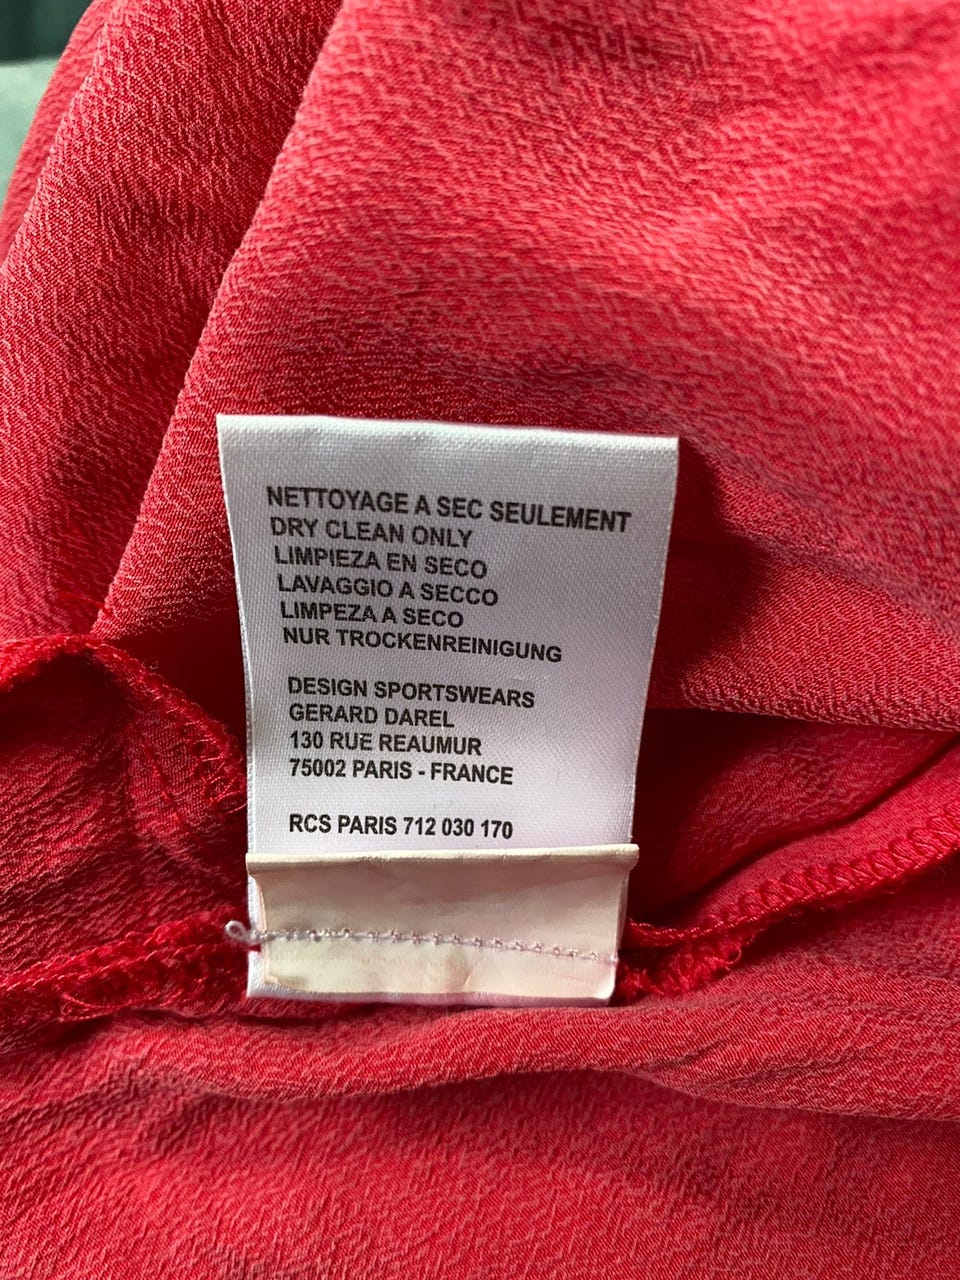 NETTOYAGE A SEC SEULEMENT
DRY CLEAN ONLY
LIMPIEZA EN SECO
LAVAGGIO A SECCO
LIMPEZA A SECO
NUR TROCKENREINIGUNG
DESIGN SPORTSWEARS
GERARD DAREL
130 RUE REAUMUR
75002 PARIS - FRANCE
RCS PARIS 712 030 170